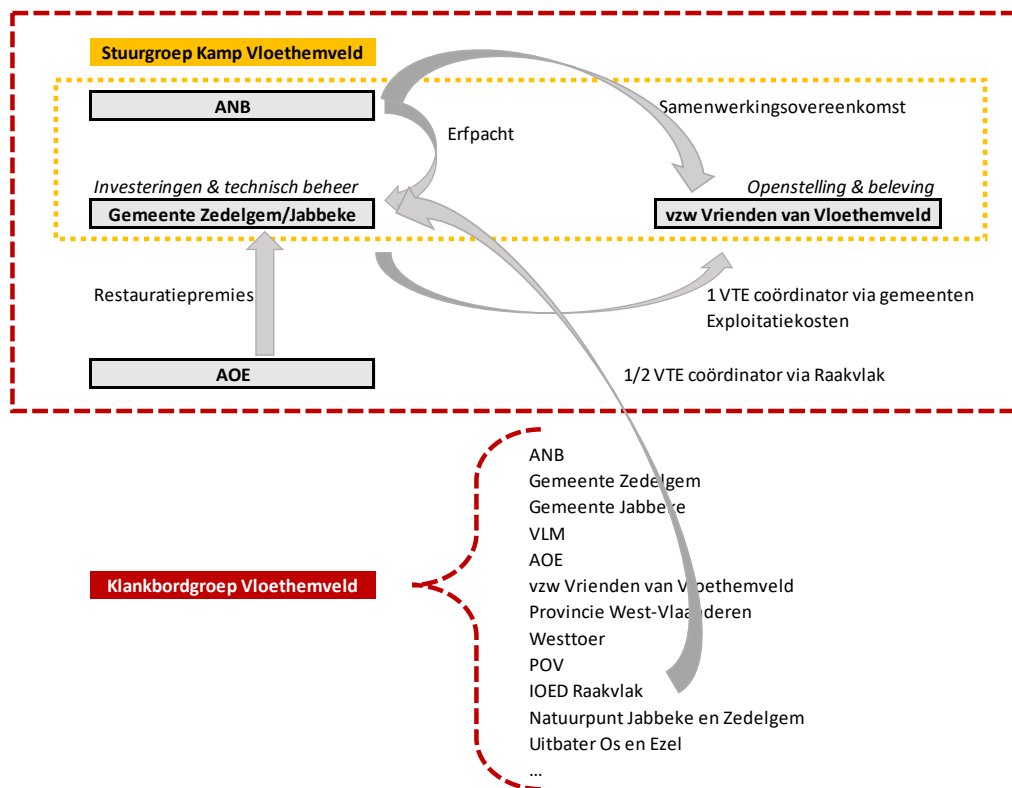 Stuurgroep Kamp Vloethemveld
ANB
Samenwerkingsovereenkomst
Erfpacht
Investeringen & technisch beheer
Openstelling & beleving
Gemeente Zedelgem/Jabbeke
vzw Vrienden van Vloethemveld
Restauratiepremies
1 VTE coördinator via gemeenten
Exploitatiekosten
AOE
1/2 VTE coördinator via Raakvlak
ANB
Gemeente Zedelgem
Gemeente Jabbeke
VLM
AOE
Klankbordgroep Vloethemveld
vzw Vrienden van Vloethemveld
Provincie West-Vlaanderen
Westtoer
POV
IOED Raakvlak
Natuurpunt Jabbeke en Zedelgem
Uitbater Os en Ezel
...